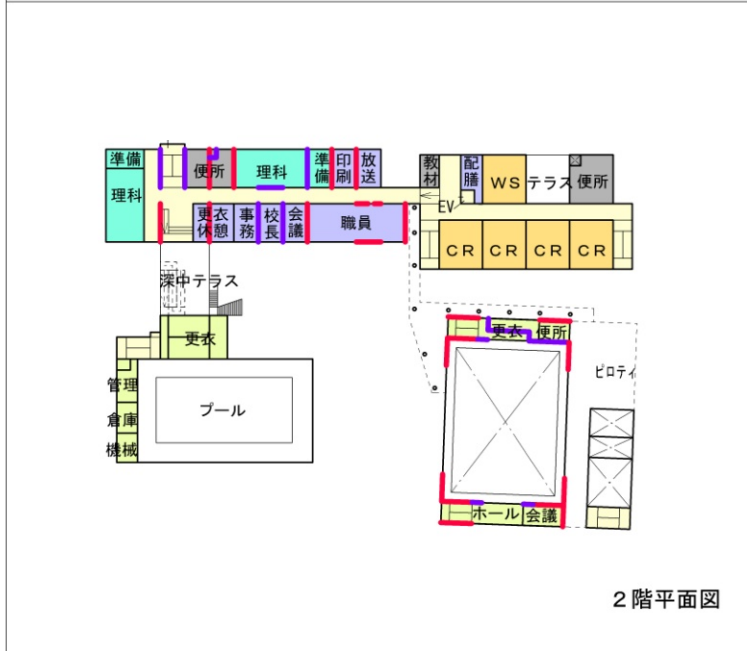 準備
便所
理科
準備
印刷
放送
教材
配膳
WS
テラス
便所
理科
EV
更衣
休憩
事務
校長
会議
職員
CR
CR
CR
CR
深中テラス
更衣
更衣
便所
ピロティ
管理
プール
倉庫
機械
ホール
会議
2階平面図